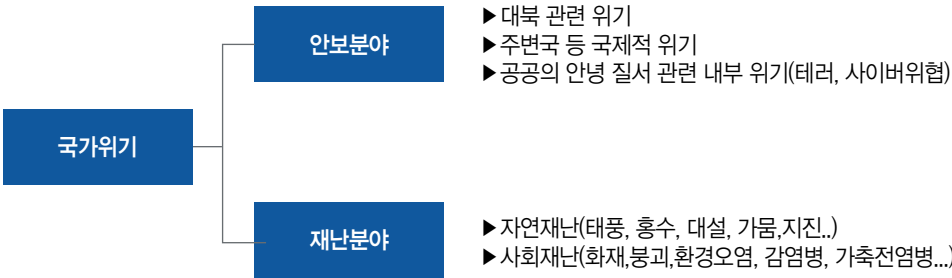 안보분야
▶대북 관련 위기
▶주변국 등 국제적 위기
▶공공의 안녕 질서 관련 내부 위기(테러, 사이버위협)
국가위기
재난분야
▶자연재난(태풍, 홍수, 대설, 가뭄,지진..)
▶사회재난(화재,붕괴,환경오염, 감염병, 가축전염병...)